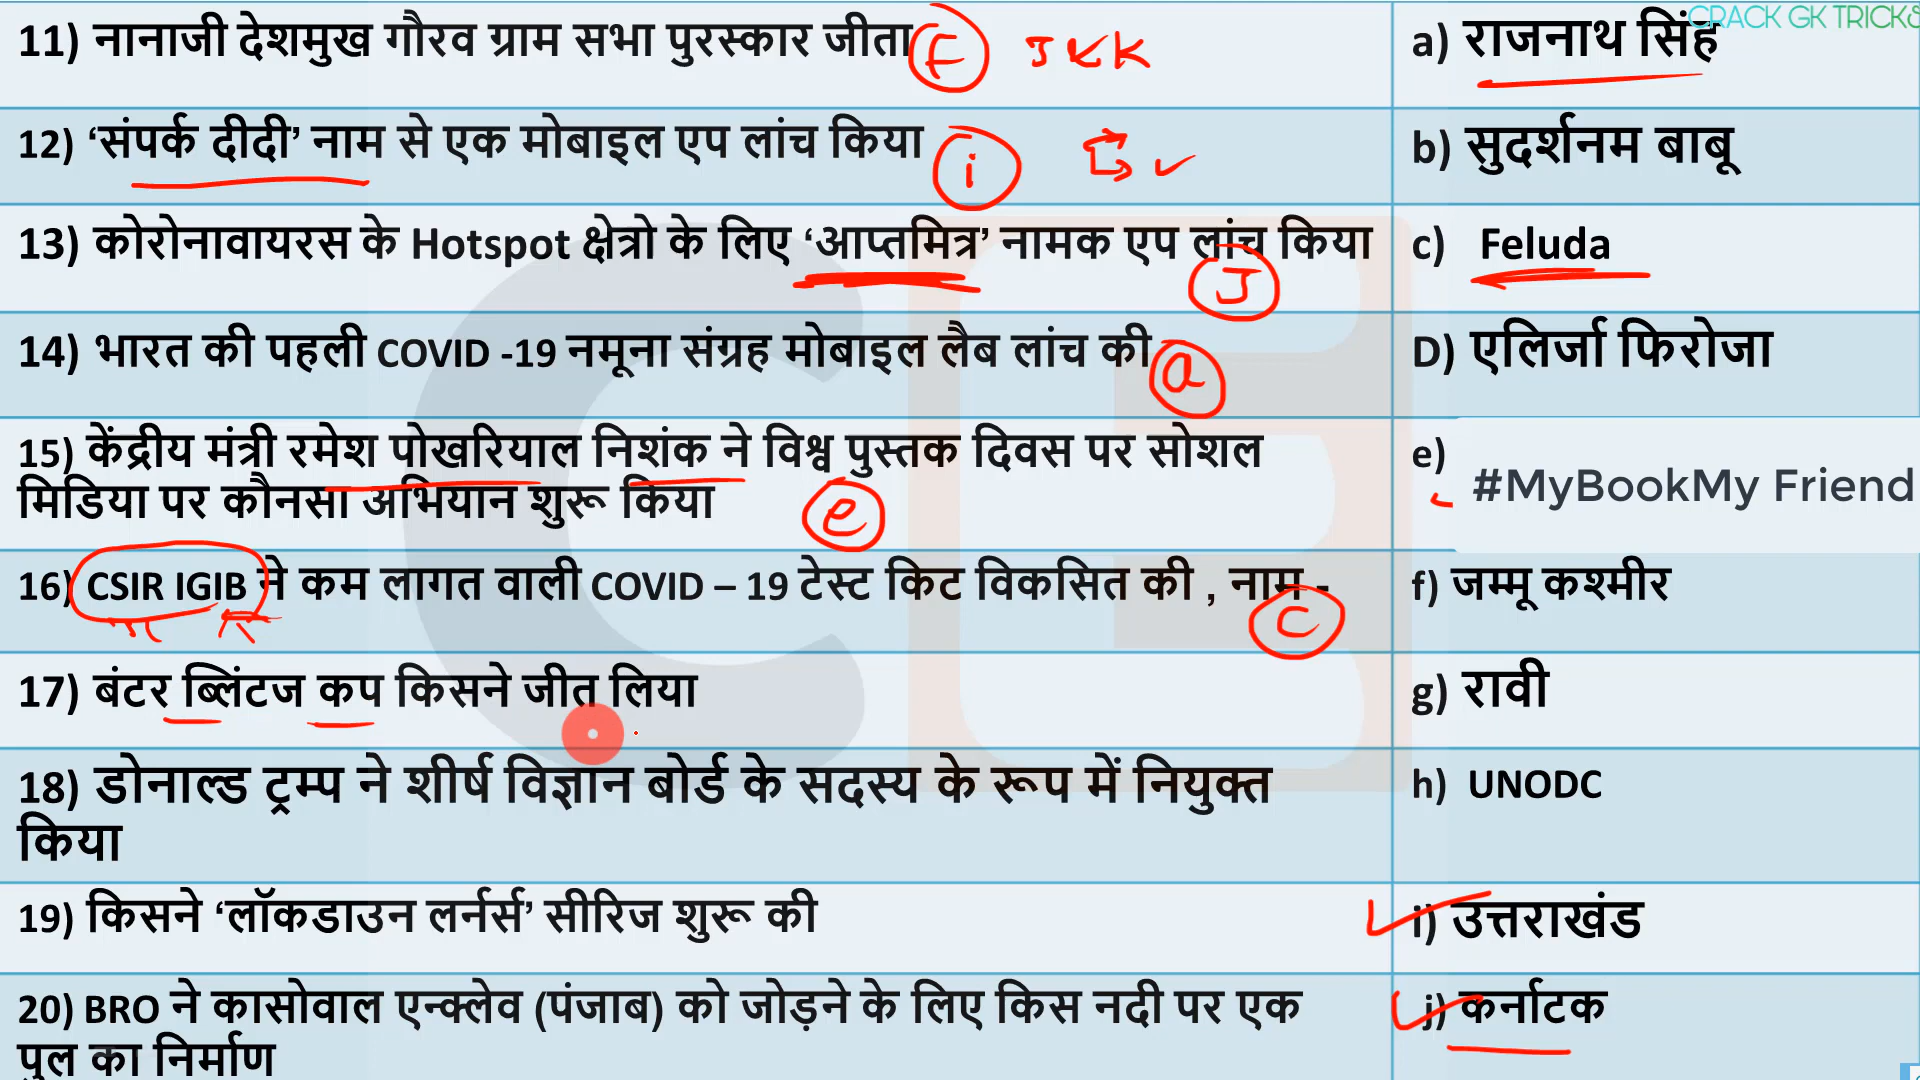 CRACK GK TRICKS
11) नानाजी देशमुख गौरव ग्राम सभा पुरस्कार जीता f J&K
a) राजनाथ सिंह
12) ‘संपर्क दीदी’ नाम से एक मोबाइल एप लांच किया i
b) सुदर्शनम बाबू
13) कोरोनावायरस के Hotspot क्षेत्रो के लिए ‘आप्तमित्र’ नामक एप लांच किया J
c) Feluda
14) भारत की पहली COVID -19 नमूना संग्रह मोबाइल लैब लांच की a
D) एलिर्जा फिरोजा
15) केंद्रीय मंत्री रमेश पोखरियाल निशंक ने विश्व पुस्तक दिवस पर सोशल
मिडिया पर कौनसा अभियान शुरू किया e
e) #MyBookMy Friend
16) CSIR IGIB ने कम लागत वाली COVID – 19 टेस्ट किट विकसित की , नाम - c
f) जम्मू कश्मीर
17) बंटर ब्लिंटज कप किसने जीत लिया
g) रावी
18) डोनाल्ड ट्रम्प ने शीर्ष विज्ञान बोर्ड के सदस्य के रूप में नियुक्त
किया
h) UNODC
19) किसने ‘लॉकडाउन लर्नर्स’ सीरिज शुरू की
i) उत्तराखंड
20) BRO ने कासोवाल एन्क्लेव (पंजाब) को जोड़ने के लिए किस नदी पर एक
पुल का निर्माण
j) कर्नाटक